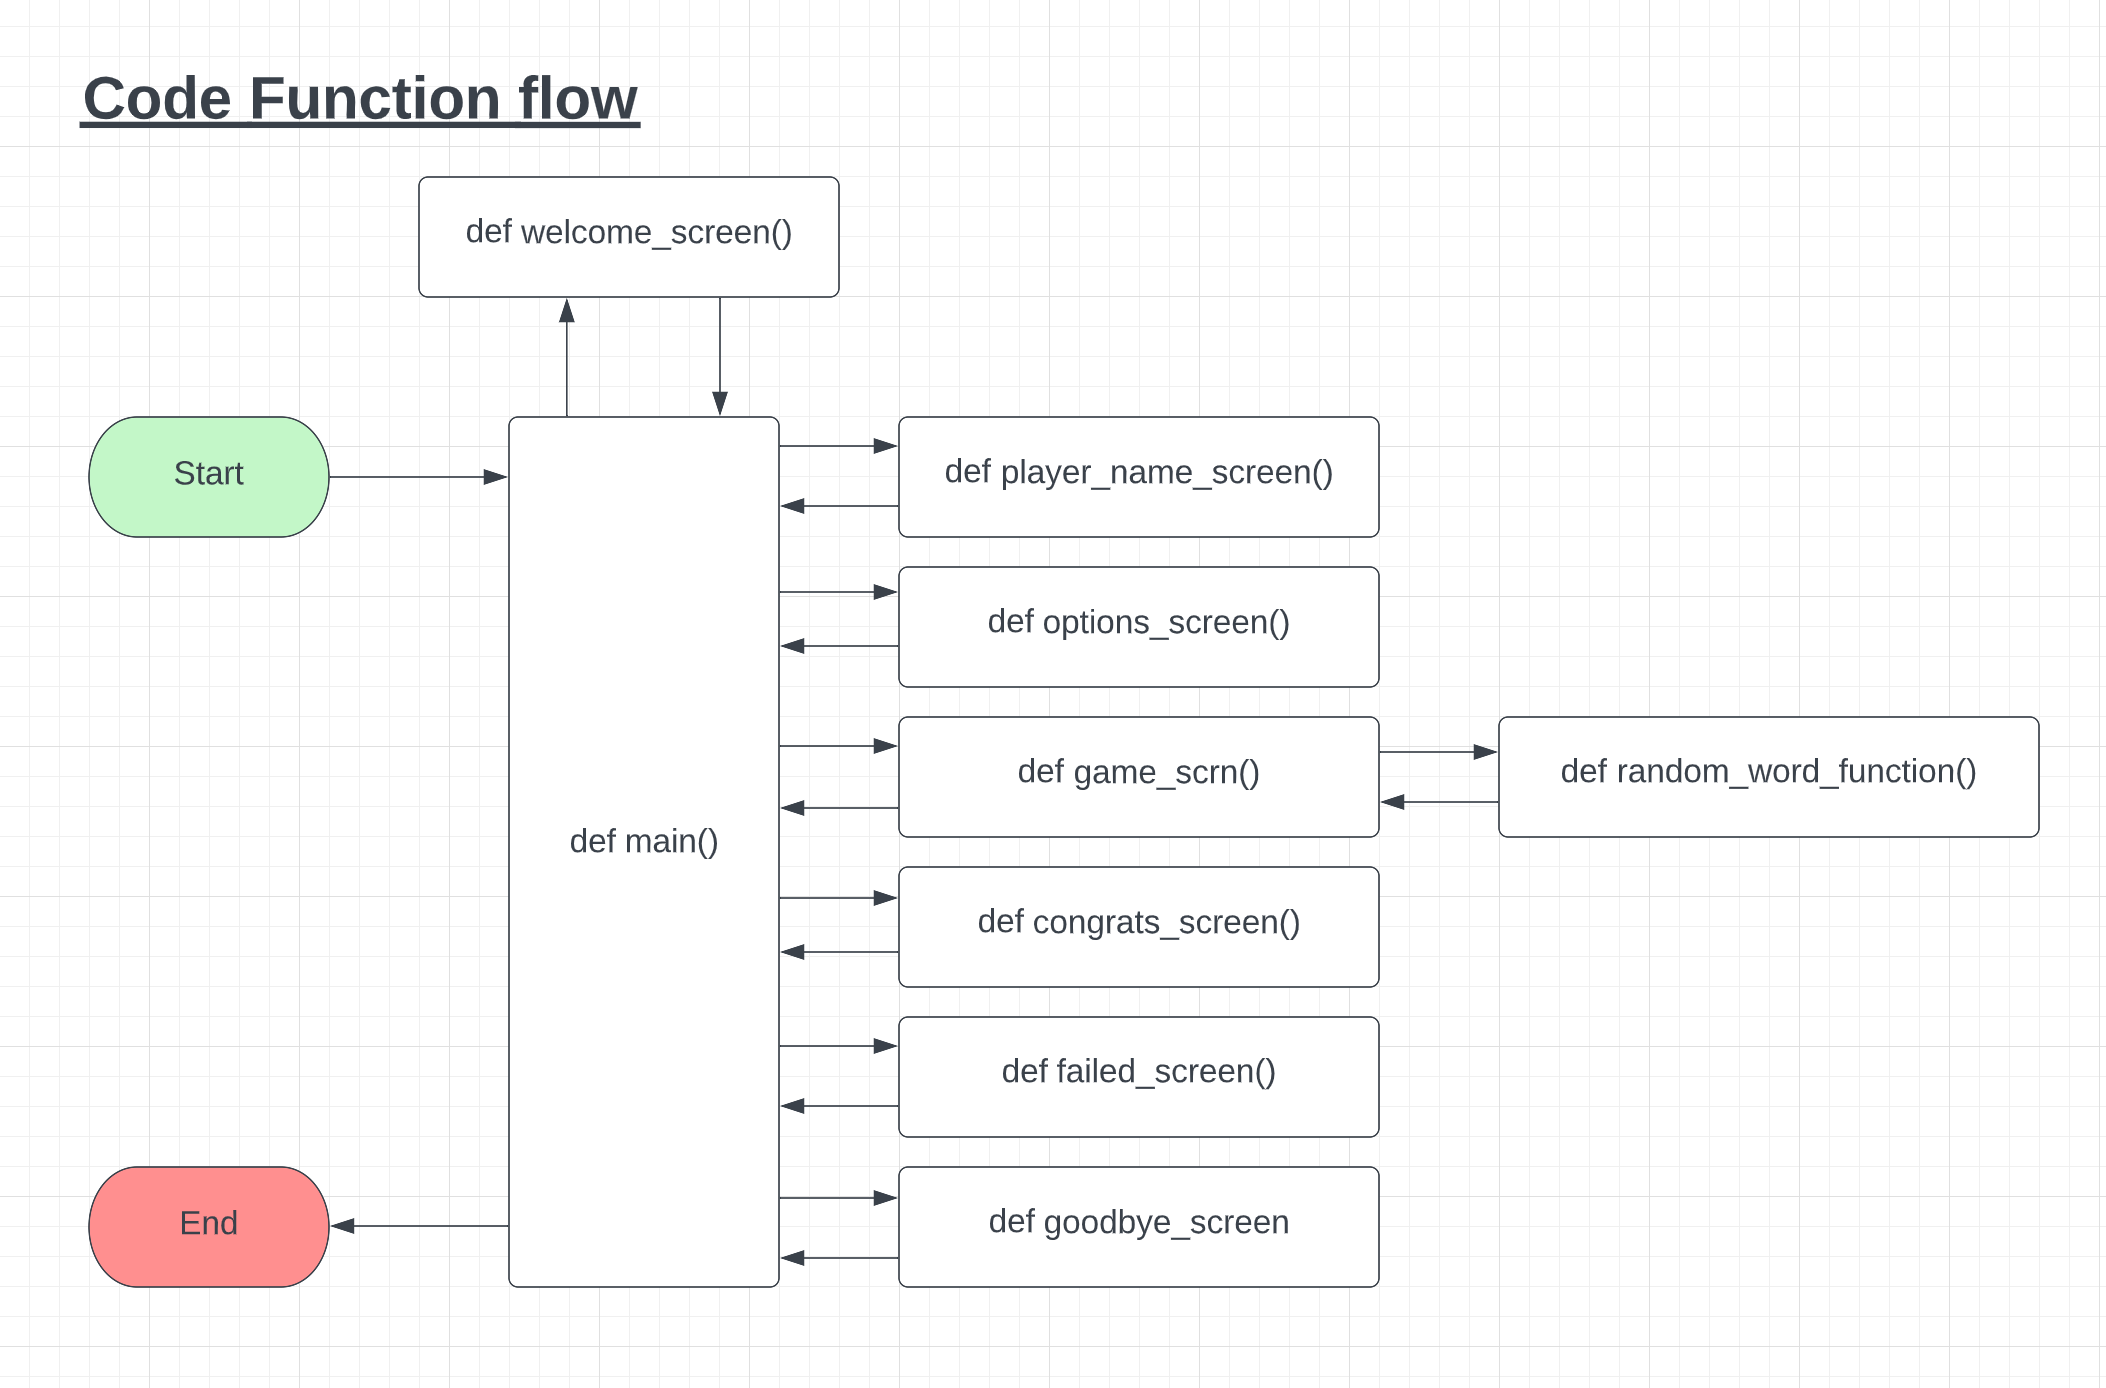 Code Function flow
def welcome_screen()
Start
def player_name_screen()
def options_screen()
def game_scrn()
def random_word_function()
def main()
def congrats_screen()
def failed_screen()
End
def goodbye_screen